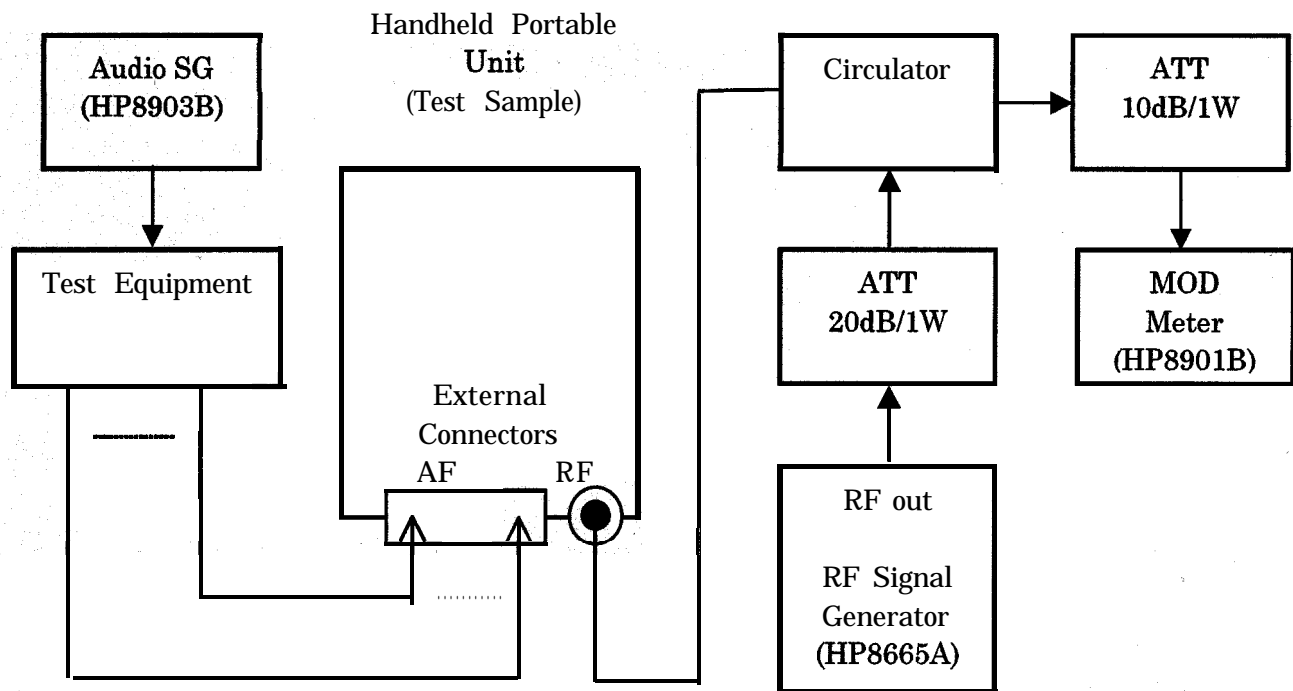 Handheld Portable
Unit
(Test Sample)
Audio SG
(HP8903B)
Circulator
ATT
10dB/1W
Test Equipment
ATT
20dB/1W
MOD
Meter
(HP8901B)
External
Connectors
AF RF
RF out
RF Signal
Generator
(HP8665A)